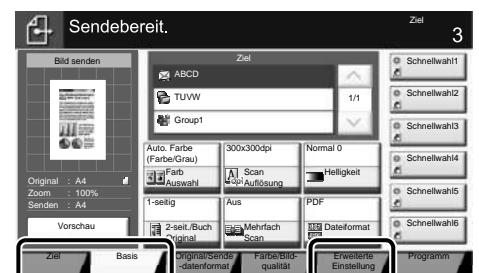 Sendebereit.
Ziel
3
Bild senden
Original : A4
Zoom : 100%
Senden : A4
Vorschau
Ziel
ABCD
TUVW
Group1
1/1
Auto. Farbe
(Farbe/Grau)
Farb
Auswahl
300x300dpi
Scan
Auflösung
Normal 0
Helligkeit
1-seitig
2-seit./Buch
Original
Aus
Mehrfach
Scan
PDF
Dateiformat
Schnellwahl1
Schnellwahl2
Schnellwahl3
Schnellwahl4
Schnellwahl5
Schnellwahl6
Ziel
Basis
Original/Sende
-datenformat
Farbe/Bild-
qualität
Erweiterte
Einstellung
Programm